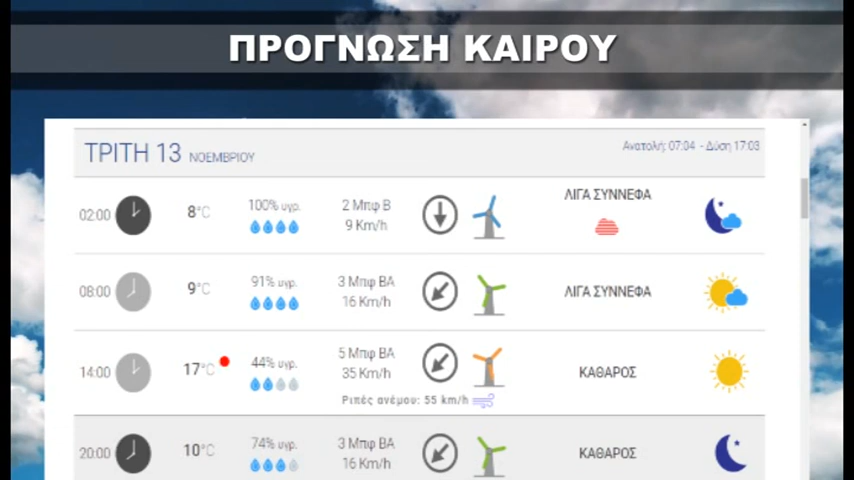 ΠΡΟΓΝΩΣΗ ΚΑΙΡΟΥ
ΤΡΙΤΗ 13 ΝΟΕΜΒΡΙΟΥ
Ανατολή: 07:04 - Δύση 17:03
02:00 8°C 100% υγρ. 2 Μπφ Β 9 Km/h ΛΙΓΑ ΣΥΝΝΕΦΑ
08:00 9°C 91% υγρ. 3 Μπφ ΒΑ 16 Km/h ΛΙΓΑ ΣΥΝΝΕΦΑ
14:00 17°C 44% υγρ. 5 Μπφ ΒΑ 35 Km/h ΚΑΘΑΡΟΣ
Ριπές ανέμου: 55 km/h
20:00 10°C 74% υγρ. 3 Μπφ ΒΑ 16 Km/h ΚΑΘΑΡΟΣ